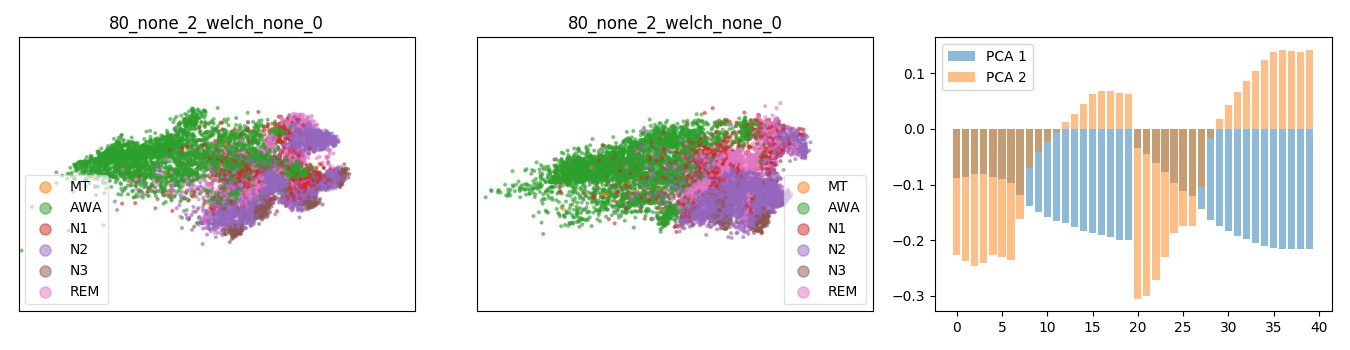 80_none_2_welch_none_0
MT
AWA
N1
N2
N3
REM
80_none_2_welch_none_0
MT
AWA
N1
N2
N3
REM
PCA 1
PCA 2
0.1
0.0
−0.1
−0.2
−0.3
0 5 10 15 20 25 30 35 40